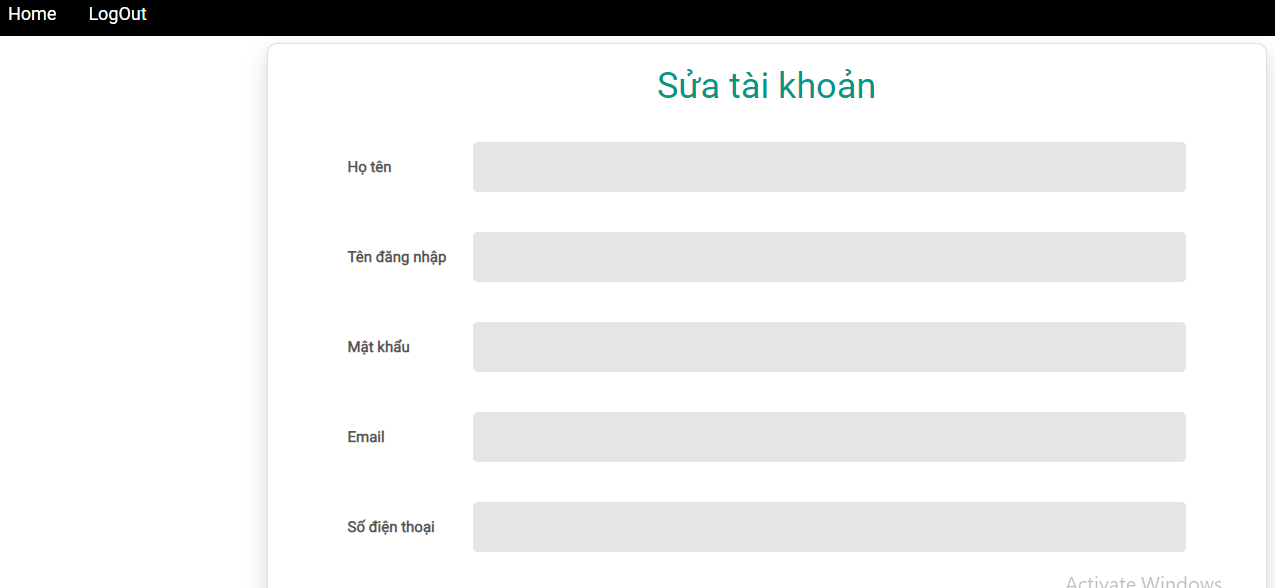 Home LogOut
Sửa tài khoản
Họ tên
Tên đăng nhập
Mật khẩu
Email
Số điện thoại
Activate Windows